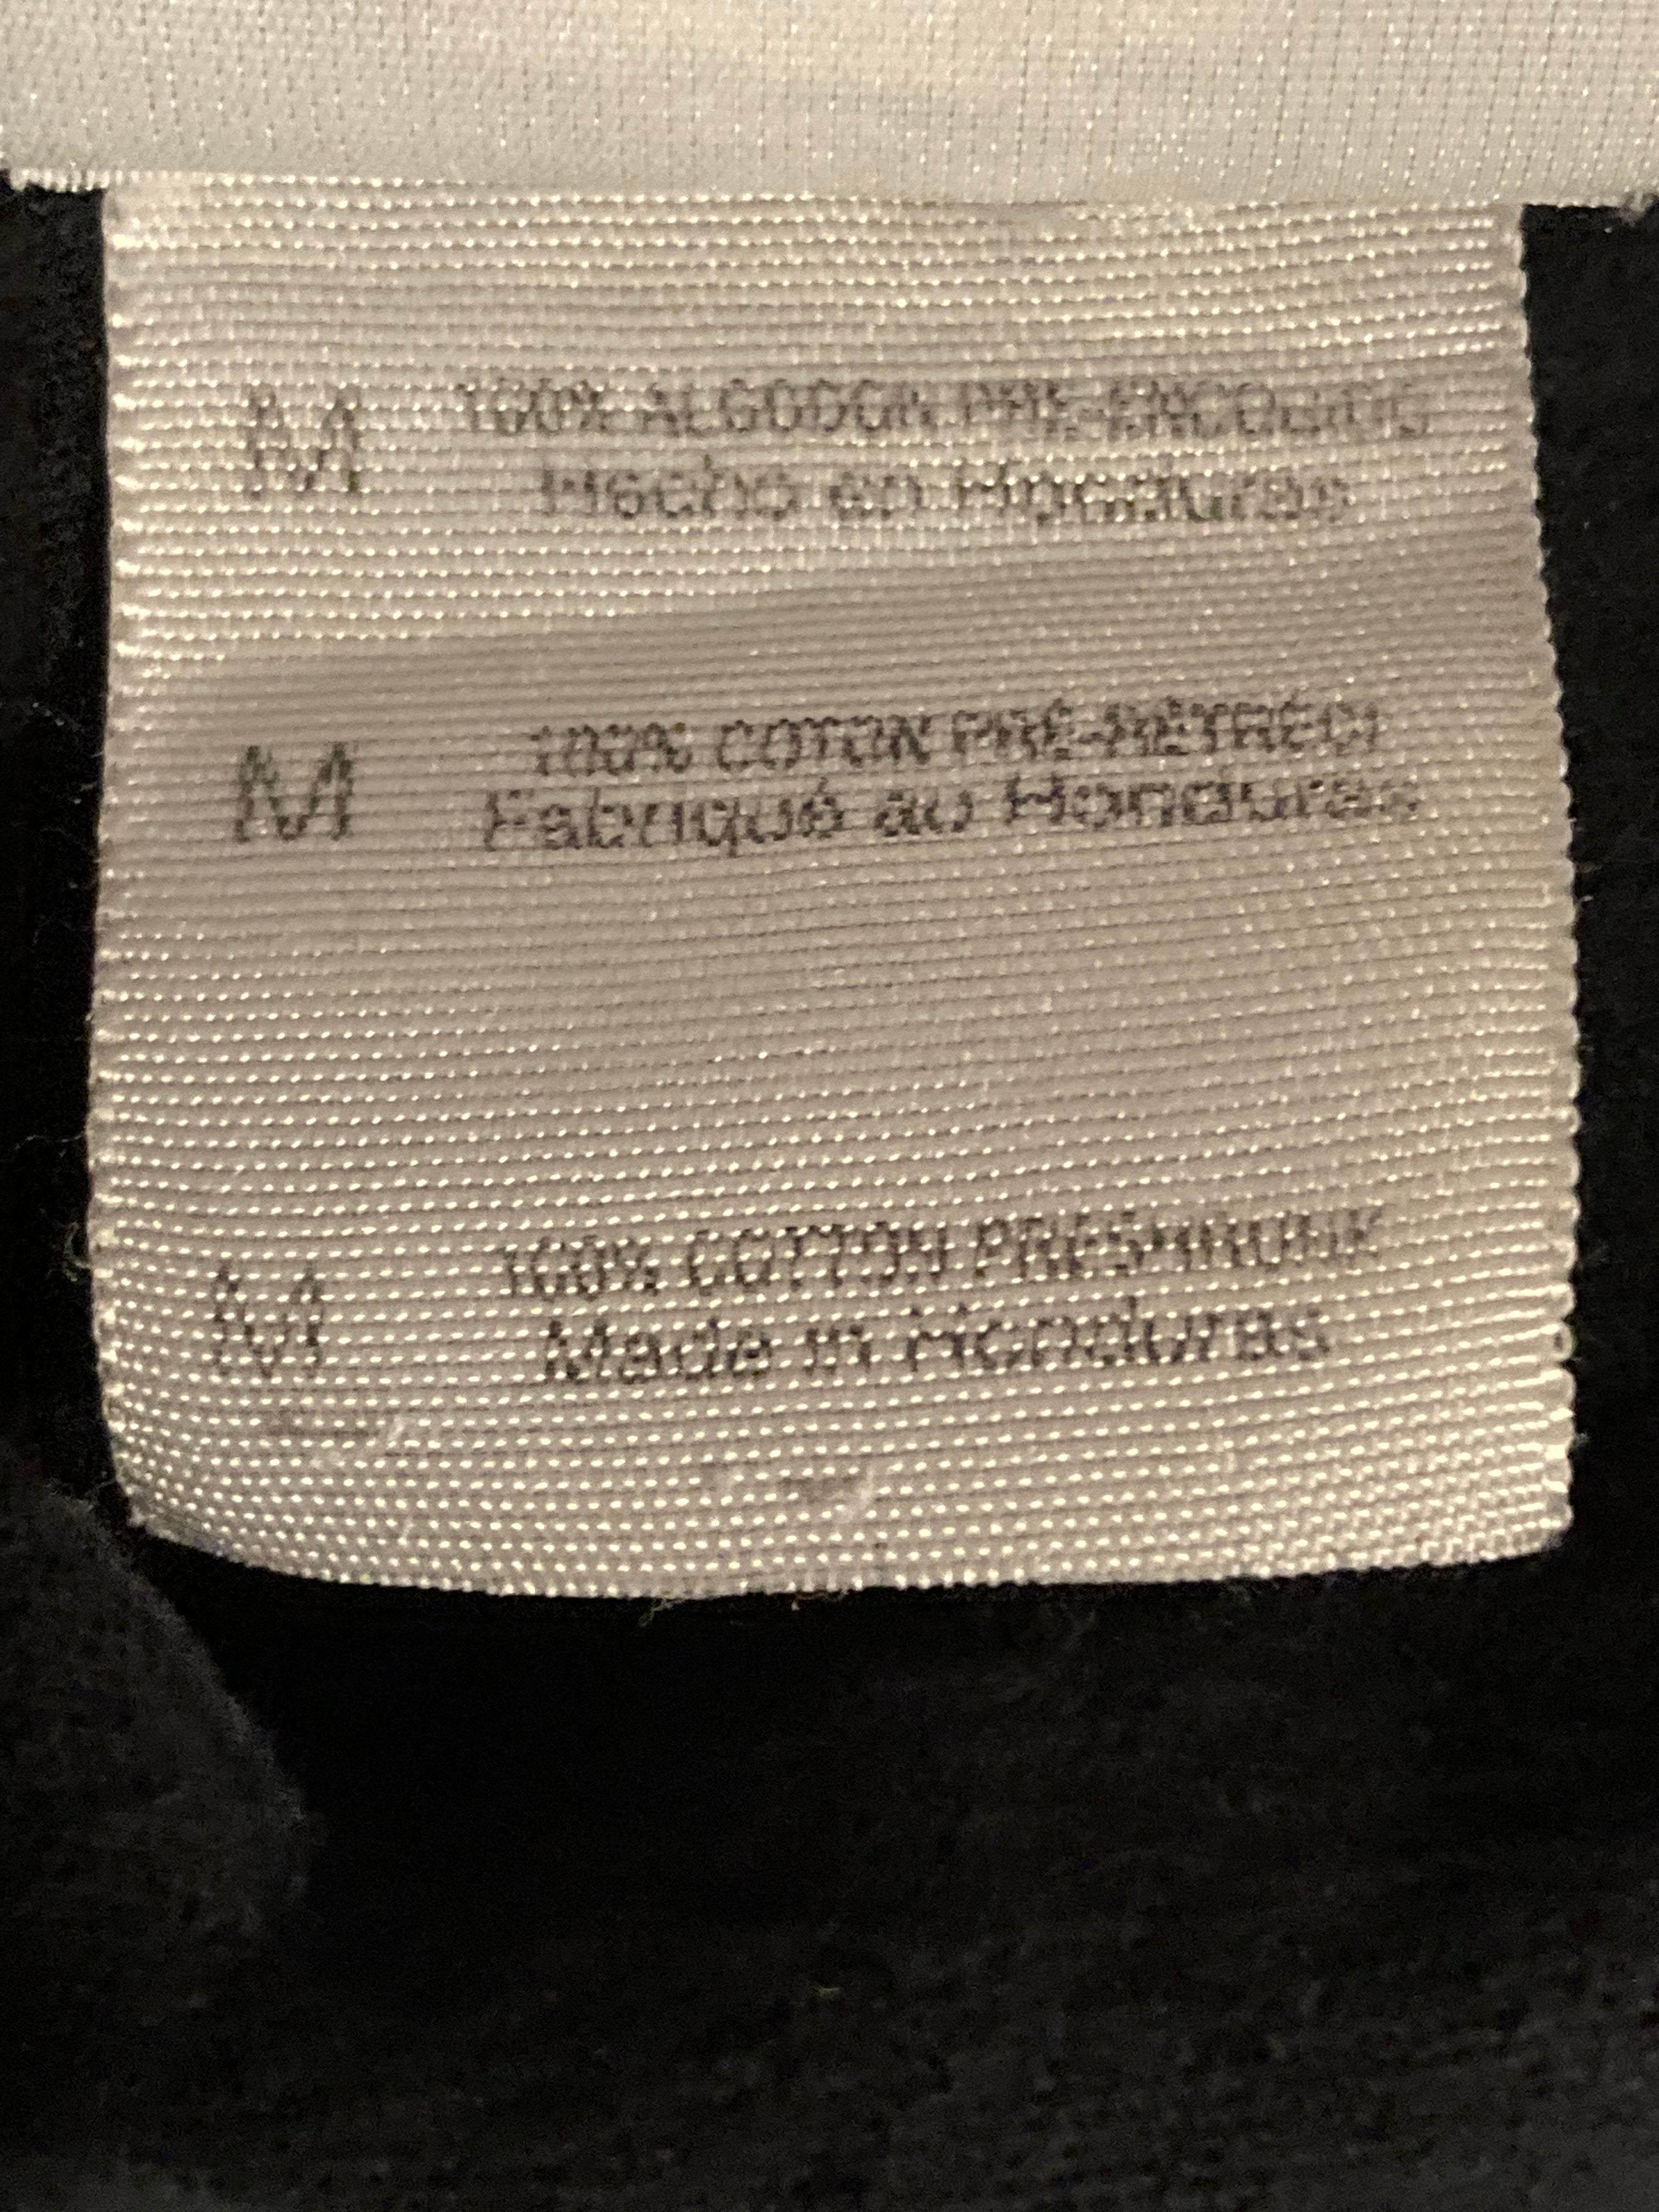 M 100% ALGODON PRE-ENCOGIDO
Hecho en Honduras
M 100% COTON PRÉ-RÉTRÉCI
Fabriqué au Honduras
M 100% COTTON PRESHRUNK
Made in Honduras